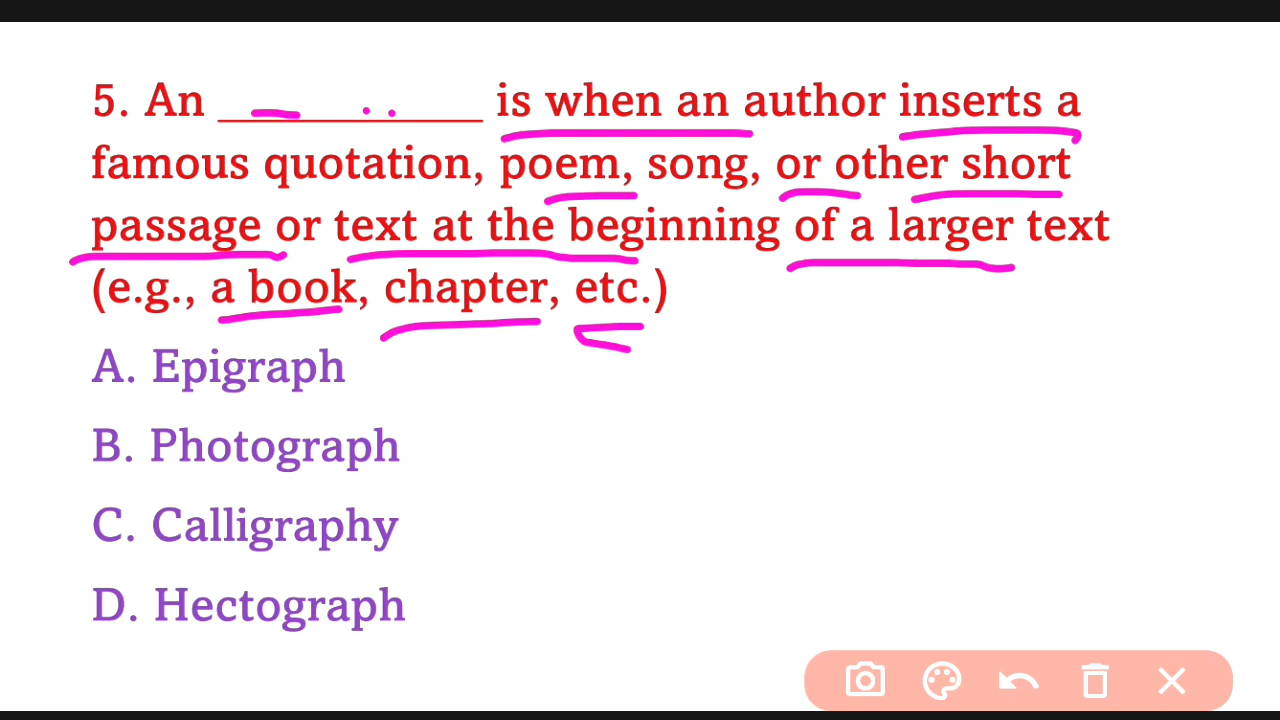 5. An ____________ is when an author inserts a
famous quotation, poem, song, or other short
passage or text at the beginning of a larger text
(e.g., a book, chapter, etc.)
A. Epigraph
B. Photograph
C. Calligraphy
D. Hectograph